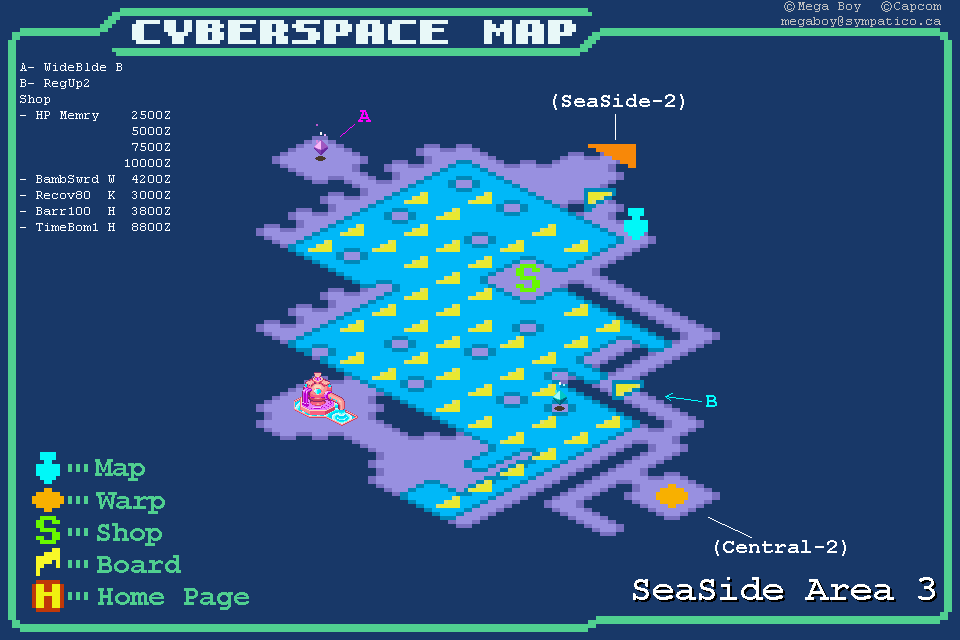 ©Mega Boy ©Capcom
megaboy@sympatico.ca
CYBERSPACE MAP
A- WideBlde B
B- RegUp2
Shop
- HP Memry 2500Z
5000Z
7500Z
10000Z
- BambSwrd W 4200Z
- Recov80 K 3000Z
- Barr100 H 3800Z
- TimeBom1 H 8800Z
(SeaSide-2)
A
S
B
Map
Warp
S Shop
Board
H Home Page
(Central-2)
SeaSide Area 3